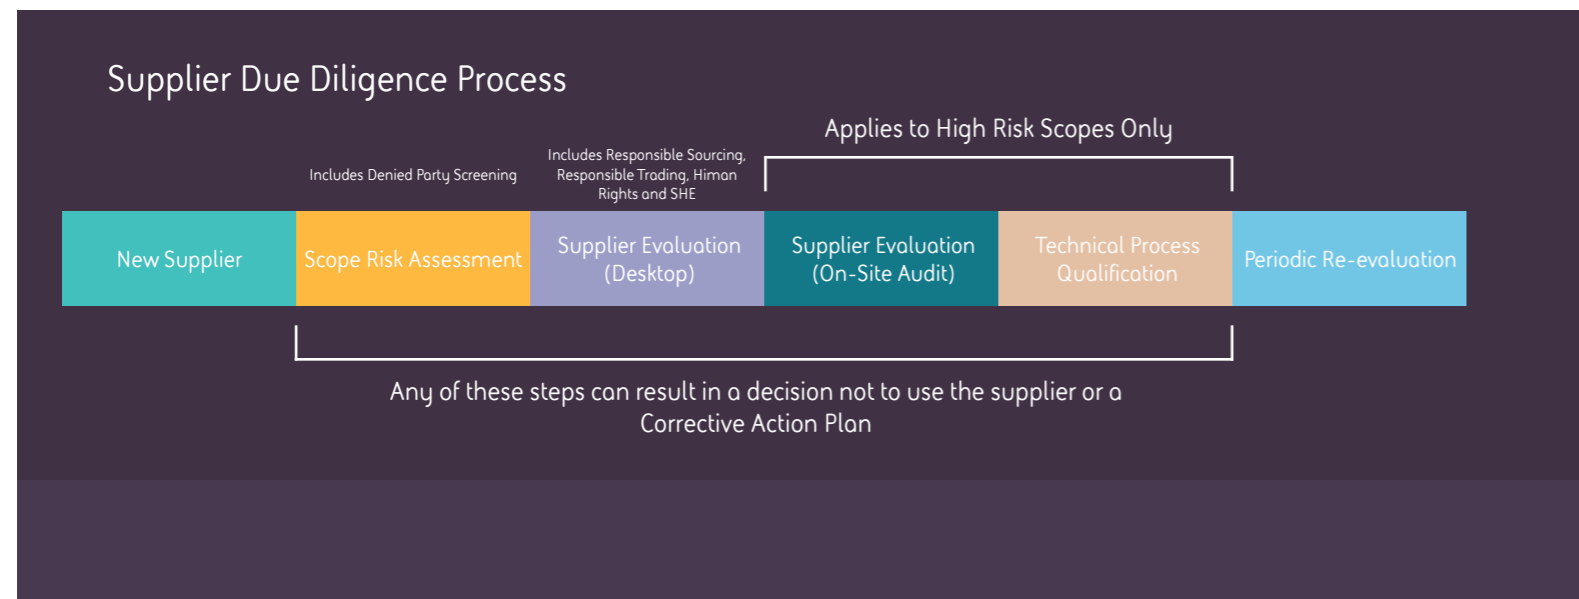 Supplier Due Diligence Process
Applies to High Risk Scopes Only
Includes Denied Party Screening
Includes Responsible Sourcing,
Responsible Trading, Himan
Rights and SHE
New Supplier
Scope Risk Assessment
Supplier Evaluation
(Desktop)
Supplier Evaluation
(On-Site Audit)
Technical Process
Qualification
Periodic Re-evaluation
Any of these steps can result in a decision not to use the supplier or a
Corrective Action Plan